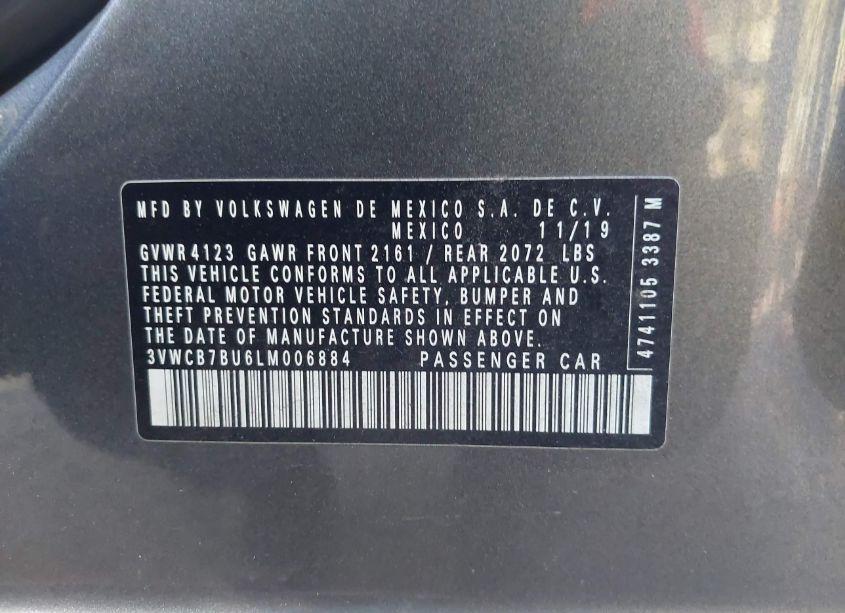 MFD BY VOLKSWAGEN DE MEXICO S.A. DE C.V.
MEXICO 11/19
GVWR 4123 GAWR FRONT 2161 / REAR 2072 LBS
THIS VEHICLE CONFORMS TO ALL APPLICABLE U.S.
FEDERAL MOTOR VEHICLE SAFETY, BUMPER AND
THEFT PREVENTION STANDARDS IN EFFECT ON
THE DATE OF MANUFACTURE SHOWN ABOVE.
3VWCB7BU6LM006884 PASSENGER CAR
4741105 3387 M